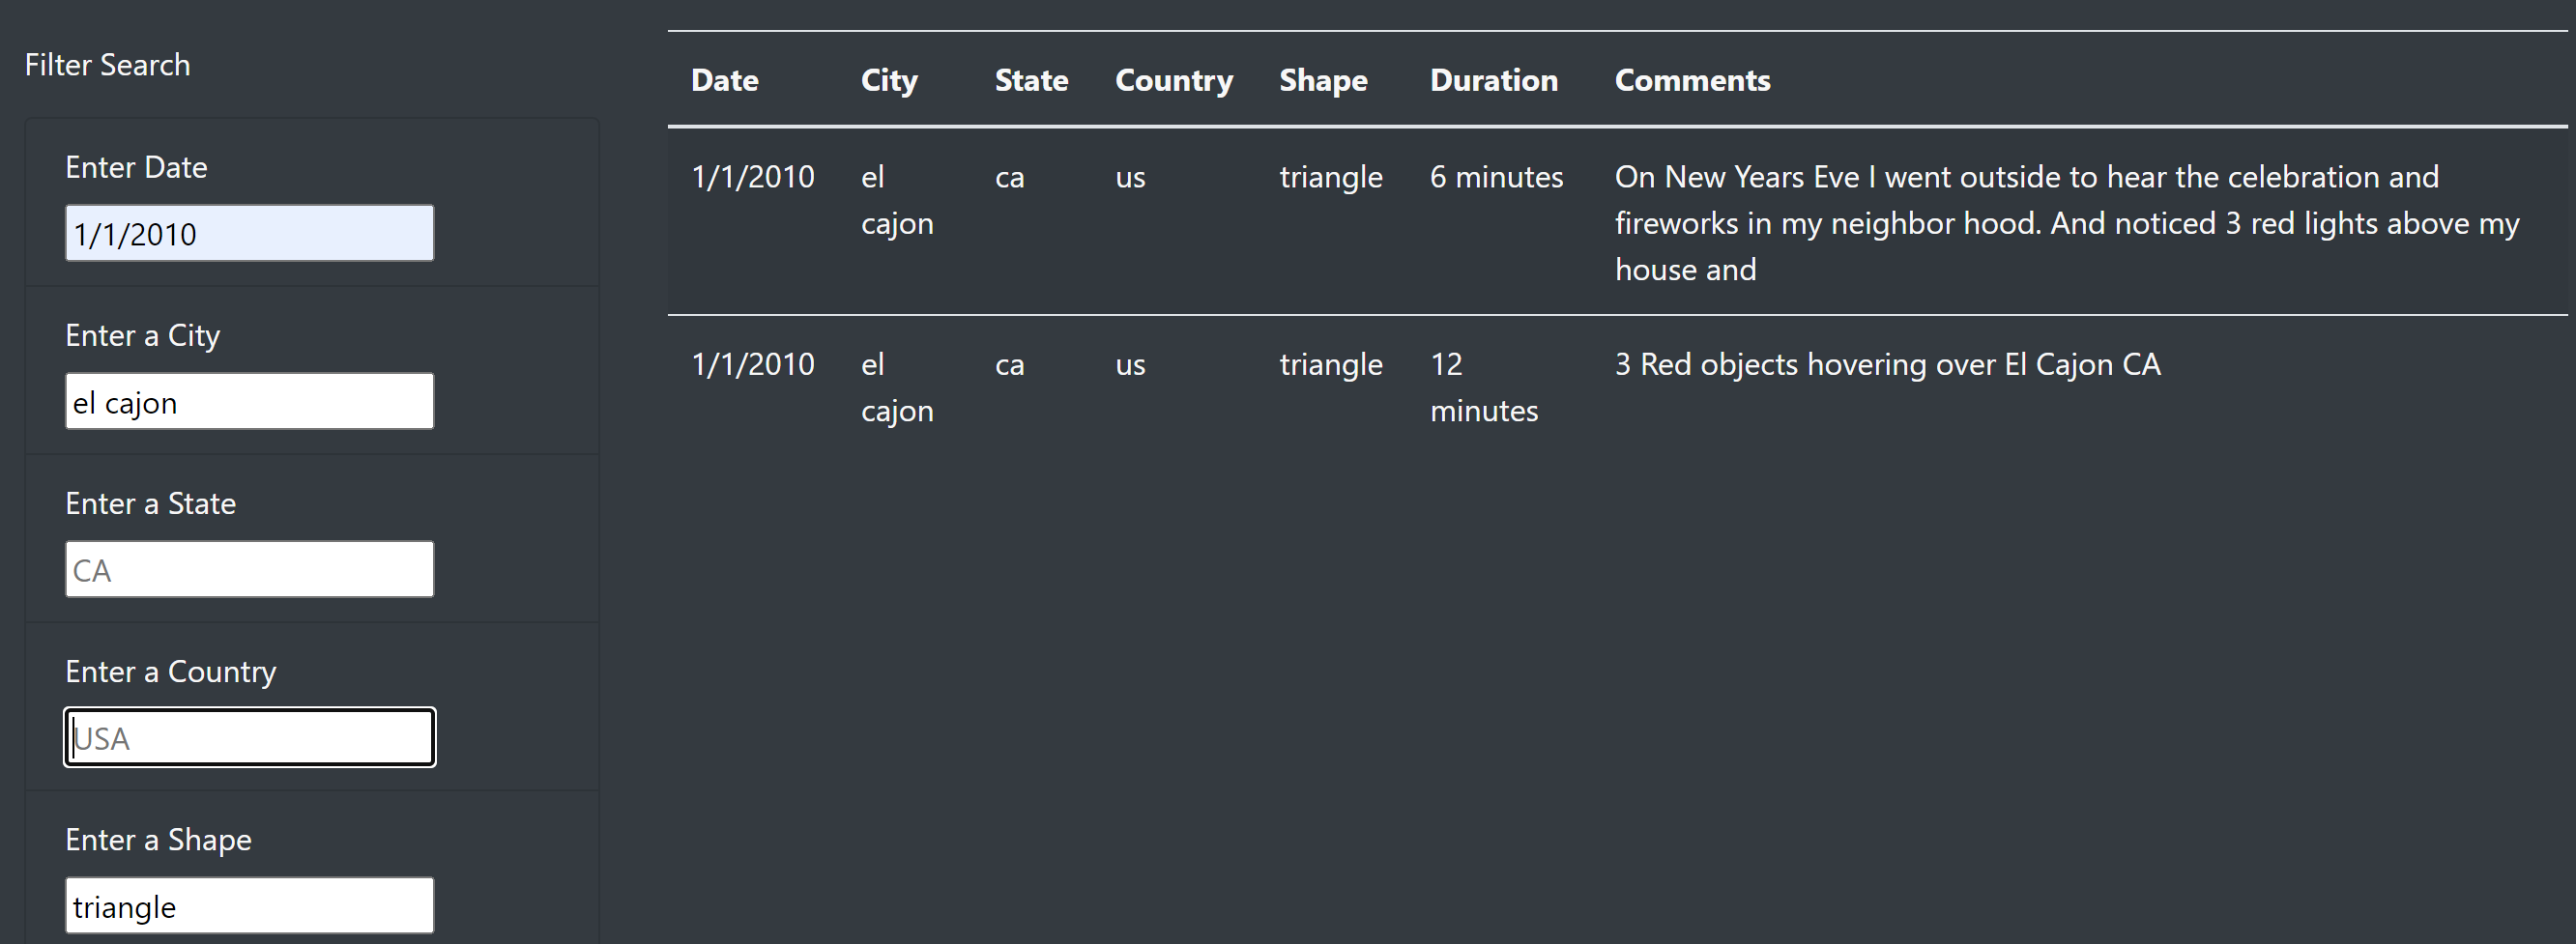 Filter Search
Enter Date
1/1/2010
Enter a City
el cajon
Enter a State
CA
Enter a Country
USA
Enter a Shape
triangle
Date City State Country Shape Duration Comments
1/1/2010 el ca us triangle 6 minutes On New Years Eve I went outside to hear the celebration and
cajon fireworks in my neighbor hood. And noticed 3 red lights above my
house and
1/1/2010 el ca us triangle 12 3 Red objects hovering over El Cajon CA
cajon minutes